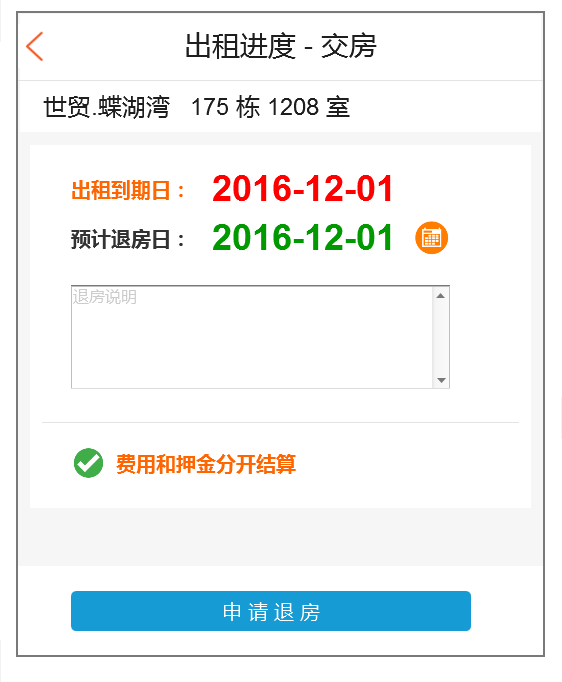 出租进度 - 交房
世贸.蝶湖湾 175 栋 1208 室
出租到期日： 2016-12-01
预计退房日： 2016-12-01
退房说明
费用和押金分开结算
申请退房